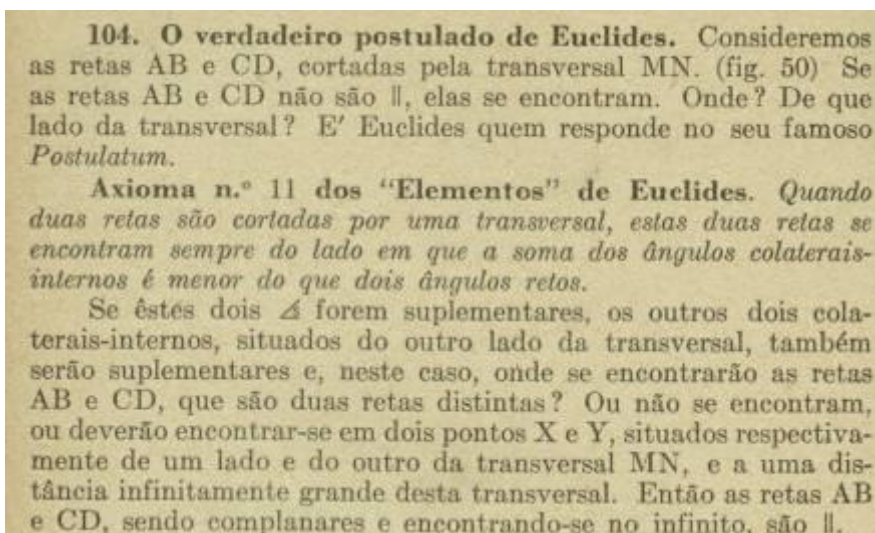 104. O verdadeiro postulado de Euclides. Consideremos
as retas AB e CD, cortadas pela transversal MN. (fig. 50) Se
as retas AB e CD não são ∥, elas se encontram. Onde? De que
lado da transversal? E′ Euclides quem responde no seu famoso
Postulatum.
Axioma n.º 11 dos “Elementos” de Euclides. Quando
duas retas são cortadas por uma transversal, estas duas retas se
encontram sempre do lado em que a soma dos ângulos colaterais-
internos é menor do que dois ângulos retos.
Se êstes dois ∡ forem suplementares, os outros dois cola-
terais-internos, situados do outro lado da transversal, também
serão suplementares e, neste caso, onde se encontrarão as retas
AB e CD, que são duas retas distintas? Ou não se encontram,
ou deverão encontrar-se em dois pontos X e Y, situados respectiva-
mente de um lado e do outro da transversal MN, e a uma dis-
tância infinitamente grande desta transversal. Então as retas AB
e CD, sendo complanares e encontrando-se no infinito, são ∥.